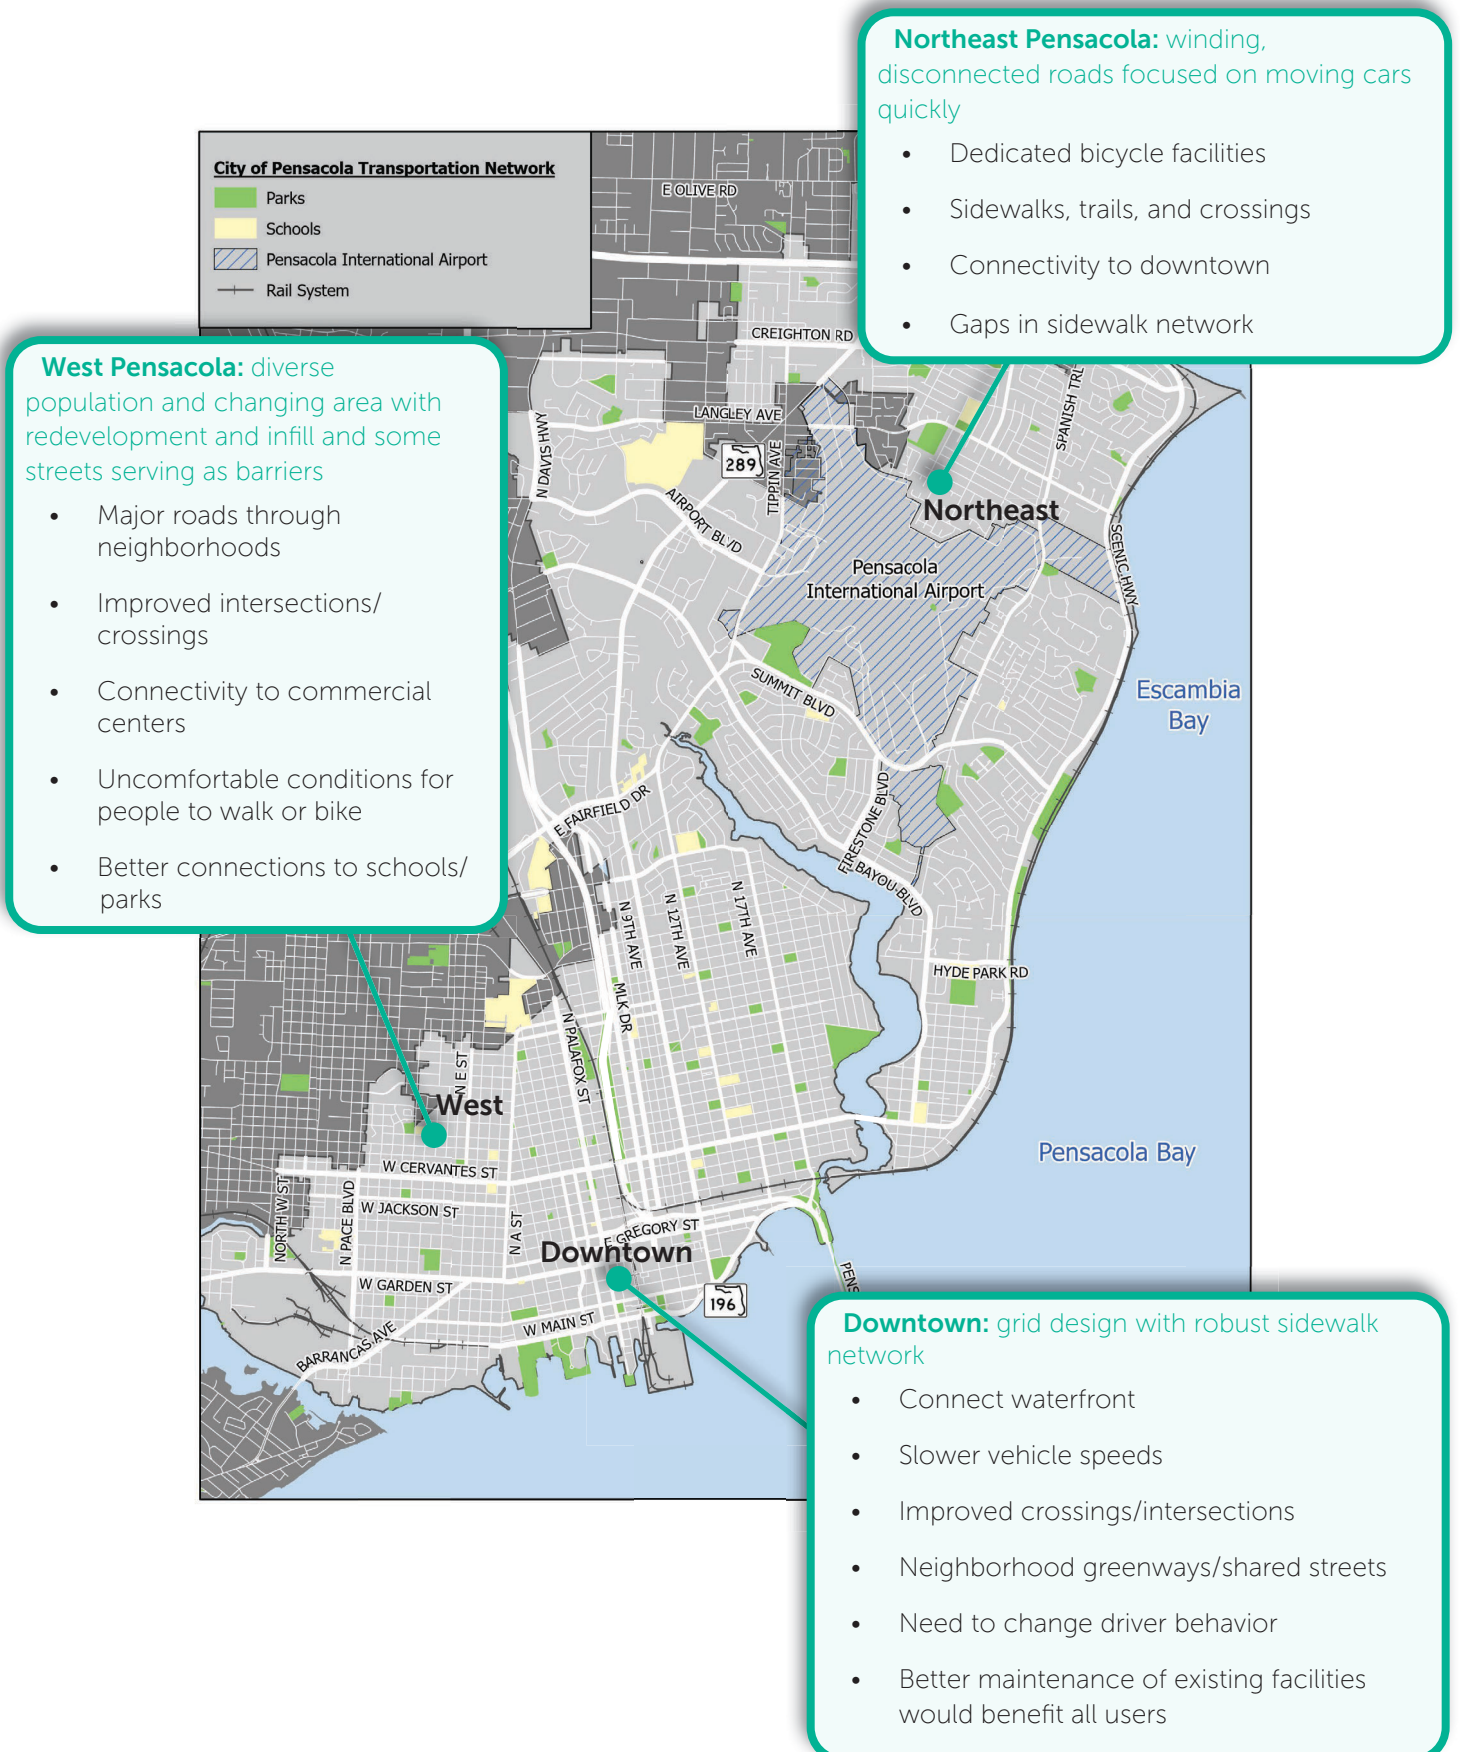 Northeast Pensacola: winding,
disconnected roads focused on moving cars
quickly
• Dedicated bicycle facilities
• Sidewalks, trails, and crossings
• Connectivity to downtown
• Gaps in sidewalk network
City of Pensacola Transportation Network
Parks
Schools
Pensacola International Airport
Rail System
West Pensacola: diverse
population and changing area with
redevelopment and infill and some
streets serving as barriers
• Major roads through
neighborhoods
• Improved intersections/
crossings
• Connectivity to commercial
centers
• Uncomfortable conditions for
people to walk or bike
• Better connections to schools/
parks
E OLIVE RD
CREIGHTON RD
LANGLEY AVE
N DAVIS HWY
289
TIPPIN AVE
AIRPORT BLVD
SPANISH TRL
Northeast
SCENIC HWY
Pensacola
International Airport
SUMMIT BLVD
Escambia
Bay
E FAIRFIELD DR
FIRESTONE BLVD
BAYOU BLVD
N 9TH AVE
N 12TH AVE
N 17TH AVE
HYDE PARK RD
MLK DR
N PALAFOX ST
N E ST
West
W CERVANTES ST
Pensacola Bay
NORTH W ST
N PACE BLVD
W JACKSON ST
N A ST
E GREGORY ST
Downtown
W GARDEN ST
196
PENS
W MAIN ST
BARRANCAS AVE
Downtown: grid design with robust sidewalk
network
• Connect waterfront
• Slower vehicle speeds
• Improved crossings/intersections
• Neighborhood greenways/shared streets
• Need to change driver behavior
• Better maintenance of existing facilities
would benefit all users